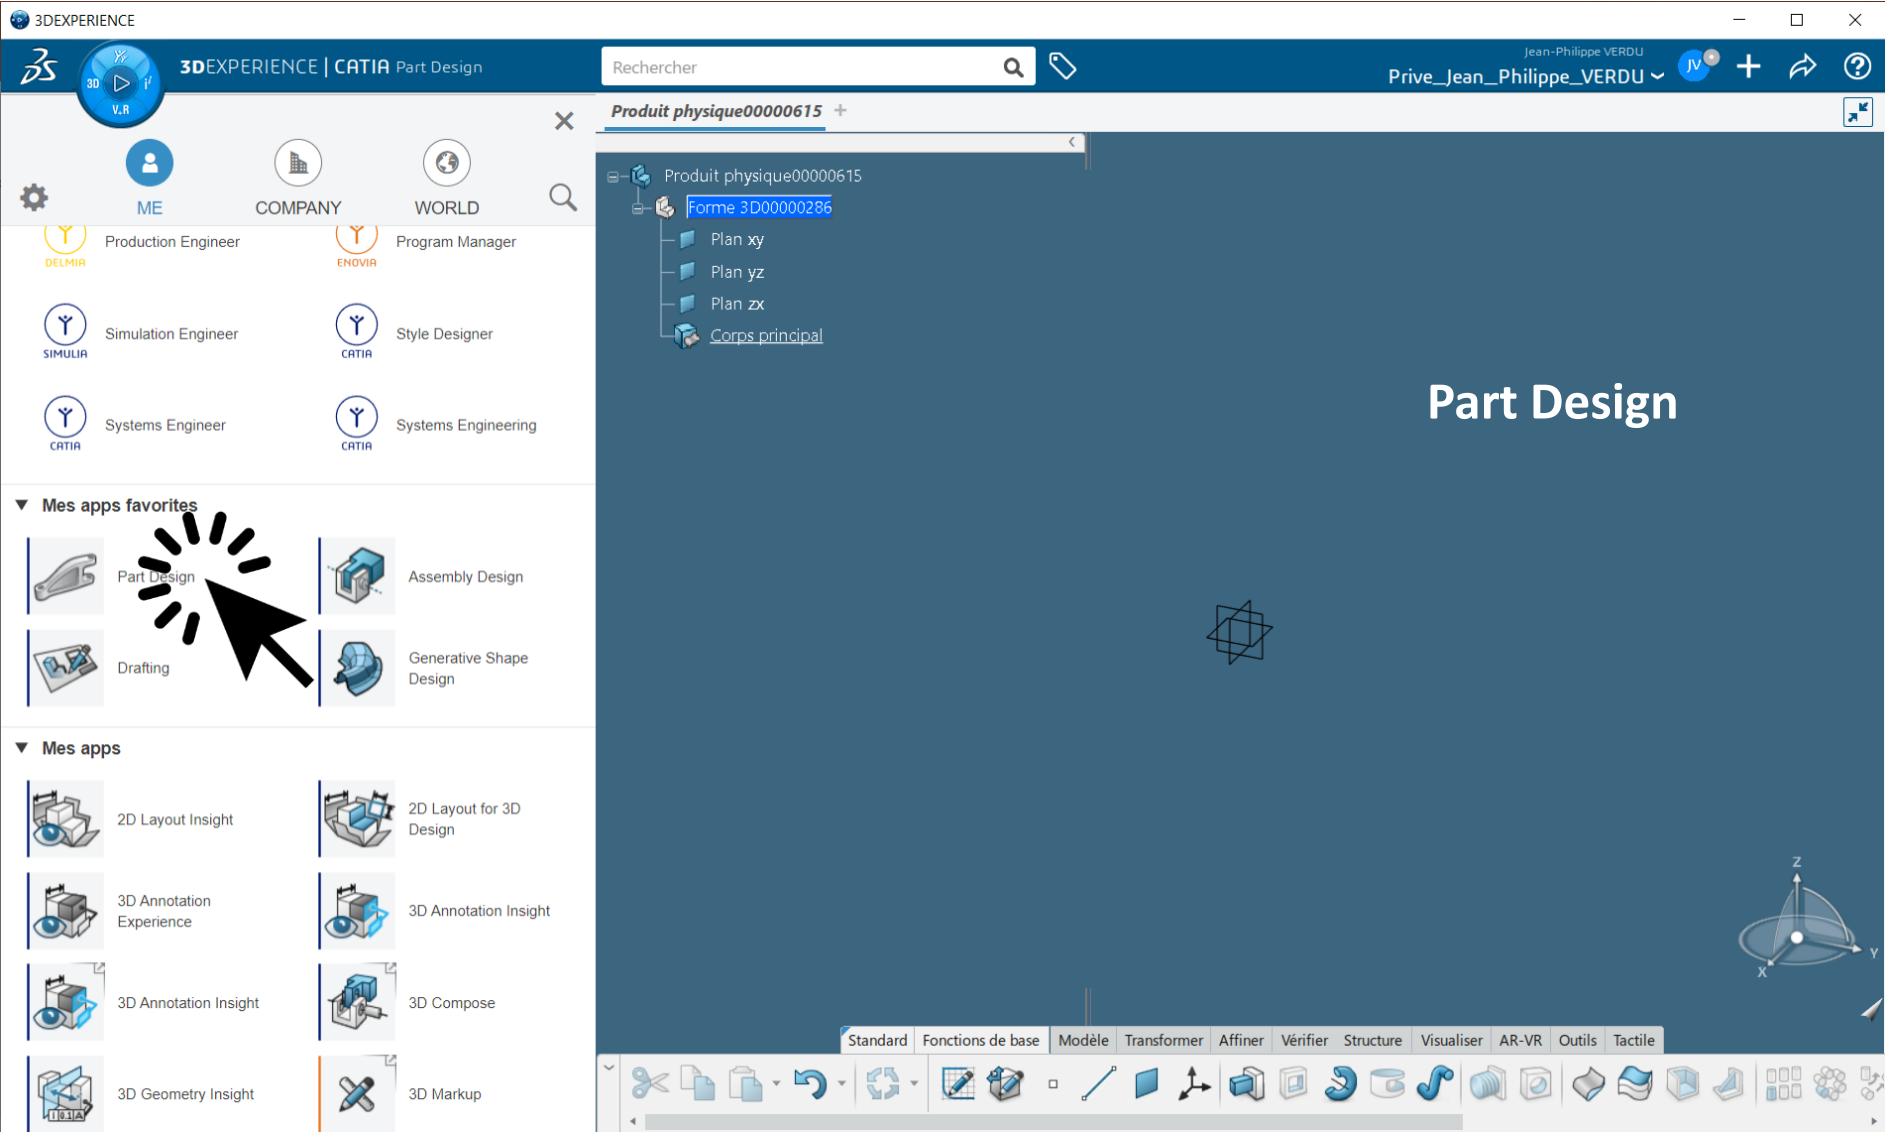 3DEXPERIENCE
3DEXPERIENCE | CATIA Part Design
Rechercher
Jean-Philippe VERDU
Prive_Jean_Philippe_VERDU
JV
3D
V+R
ME
COMPANY
WORLD
Production Engineer
DELMIA
Program Manager
ENOVIA
Simulation Engineer
SIMULIA
Style Designer
CATIA
Systems Engineer
CATIA
Systems Engineering
CATIA
Mes apps favorites
Part Design
Assembly Design
Drafting
Generative Shape
Design
Mes apps
2D Layout Insight
2D Layout for 3D
Design
3D Annotation
Experience
3D Annotation Insight
3D Annotation Insight
3D Compose
3D Geometry Insight
3D Markup
Produit physique00000615
Produit physique00000615
Forme 3D00000286
Plan xy
Plan yz
Plan zx
Corps principal
Part Design
Z
Y
X
Standard
Fonctions de base
Modèle
Transformer
Affiner
Vérifier
Structure
Visualiser
AR-VR
Outils
Tactile